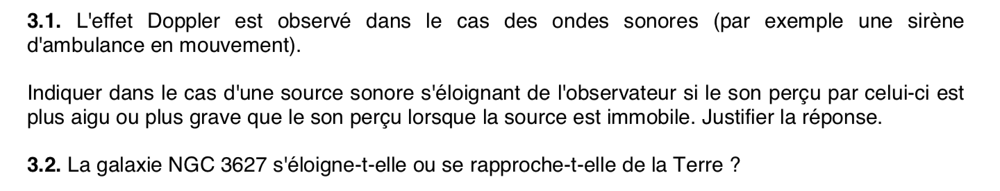 3.1. L'effet Doppler est observé dans le cas des ondes sonores (par exemple une sirène
d'ambulance en mouvement).
Indiquer dans le cas d'une source sonore s'éloignant de l'observateur si le son perçu par celui-ci est
plus aigu ou plus grave que le son perçu lorsque la source est immobile. Justifier la réponse.
3.2. La galaxie NGC 3627 s'éloigne-t-elle ou se rapproche-t-elle de la Terre ?